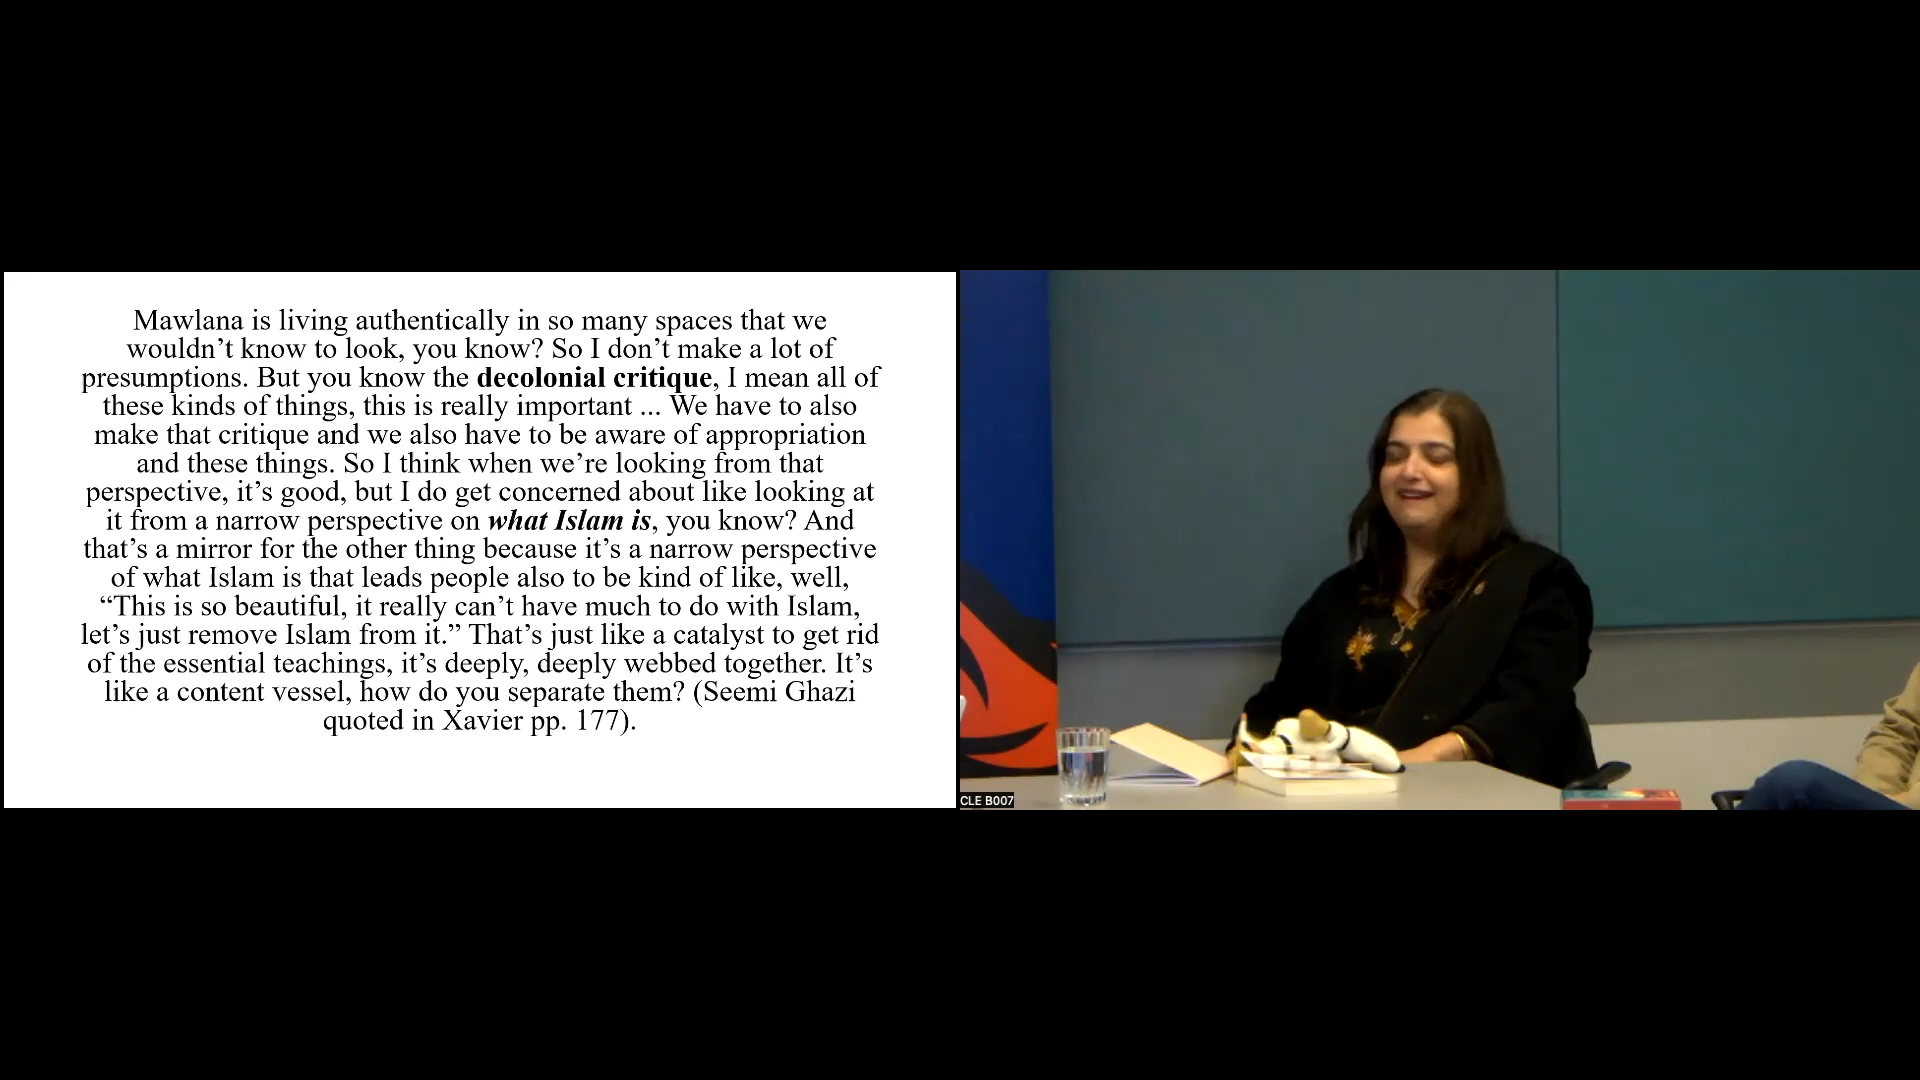 Mawlana is living authentically in so many spaces that we
wouldn’t know to look, you know? So I don’t make a lot of
presumptions. But you know the decolonial critique, I mean all of
these kinds of things, this is really important ... We have to also
make that critique and we also have to be aware of appropriation
and these things. So I think when we’re looking from that
perspective, it’s good, but I do get concerned about like looking at
it from a narrow perspective on what Islam is, you know? And
that’s a mirror for the other thing because it’s a narrow perspective
of what Islam is that leads people also to be kind of like, well,
“This is so beautiful, it really can’t have much to do with Islam,
let’s just remove Islam from it.” That’s just like a catalyst to get rid
of the essential teachings, it’s deeply, deeply webbed together. It’s
like a content vessel, how do you separate them? (Seemi Ghazi
quoted in Xavier pp. 177).
CLE B007